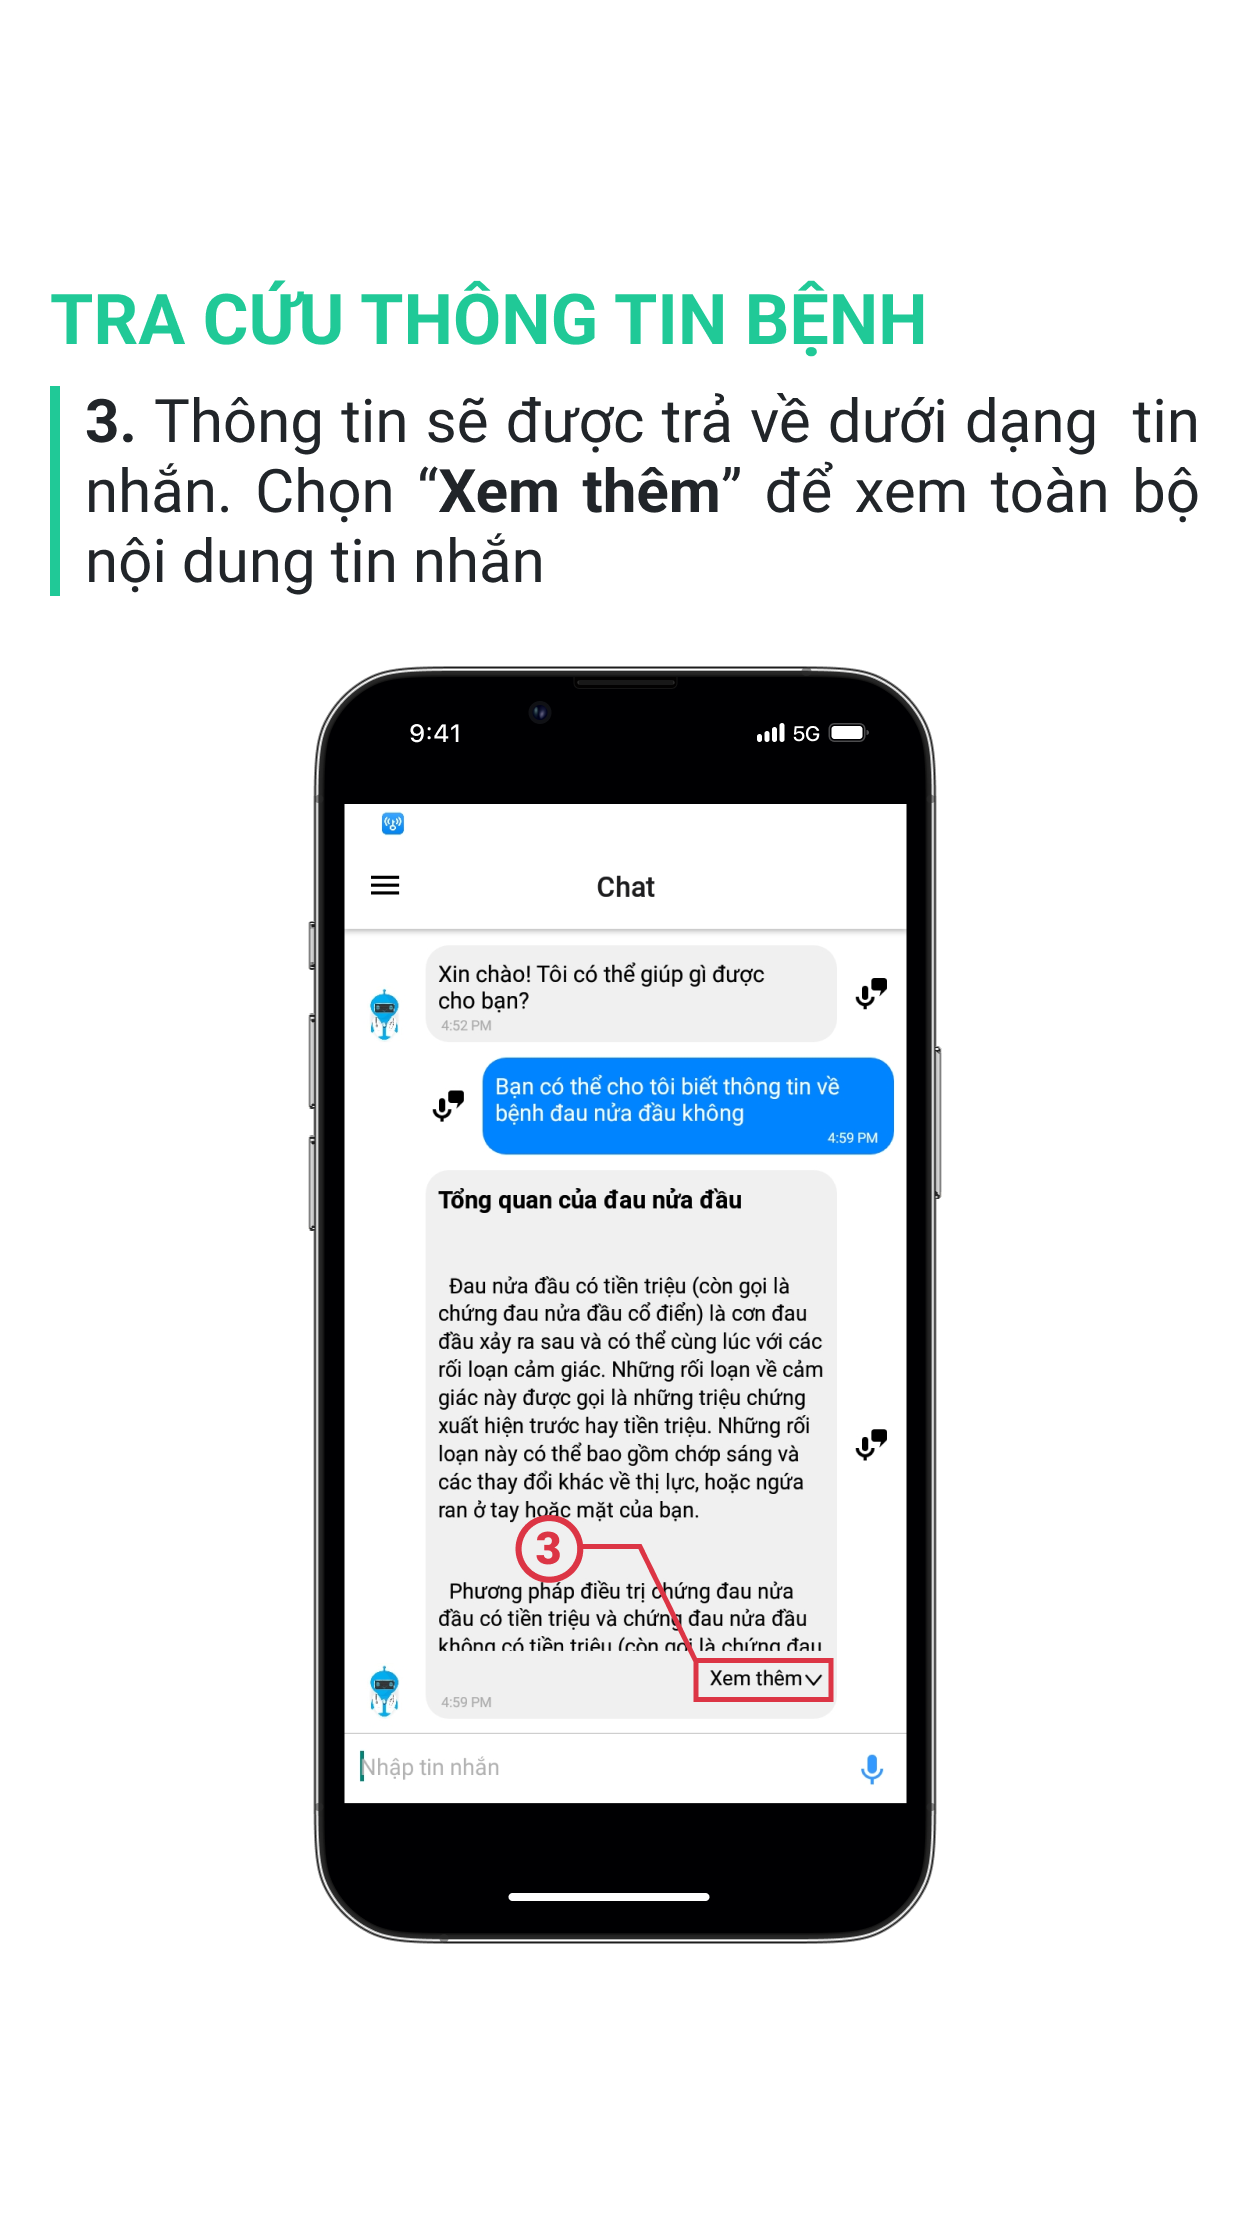 TRA CỨU THÔNG TIN BỆNH
3. Thông tin sẽ được trả về dưới dạng tin
nhắn. Chọn “Xem thêm” để xem toàn bộ
nội dung tin nhắn
9:41
5G
Chat
Xin chào! Tôi có thể giúp gì được
cho bạn?
4:52 PM
Bạn có thể cho tôi biết thông tin về
bệnh đau nửa đầu không
4:59 PM
Tổng quan của đau nửa đầu
Đau nửa đầu có tiền triệu (còn gọi là
chứng đau nửa đầu cổ điển) là cơn đau
đầu xảy ra sau và có thể cùng lúc với các
rối loạn cảm giác. Những rối loạn về cảm
giác này được gọi là những triệu chứng
xuất hiện trước hay tiền triệu. Những rối
loạn này có thể bao gồm chớp sáng và
các thay đổi khác về thị lực, hoặc ngứa
ran ở tay hoặc mặt của bạn.
3
Phương pháp điều trị chứng đau nửa
đầu có tiền triệu và chứng đau nửa đầu
không có tiền triệu (còn gọi là chứng đau
Xem thêm
4:59 PM
Nhập tin nhắn